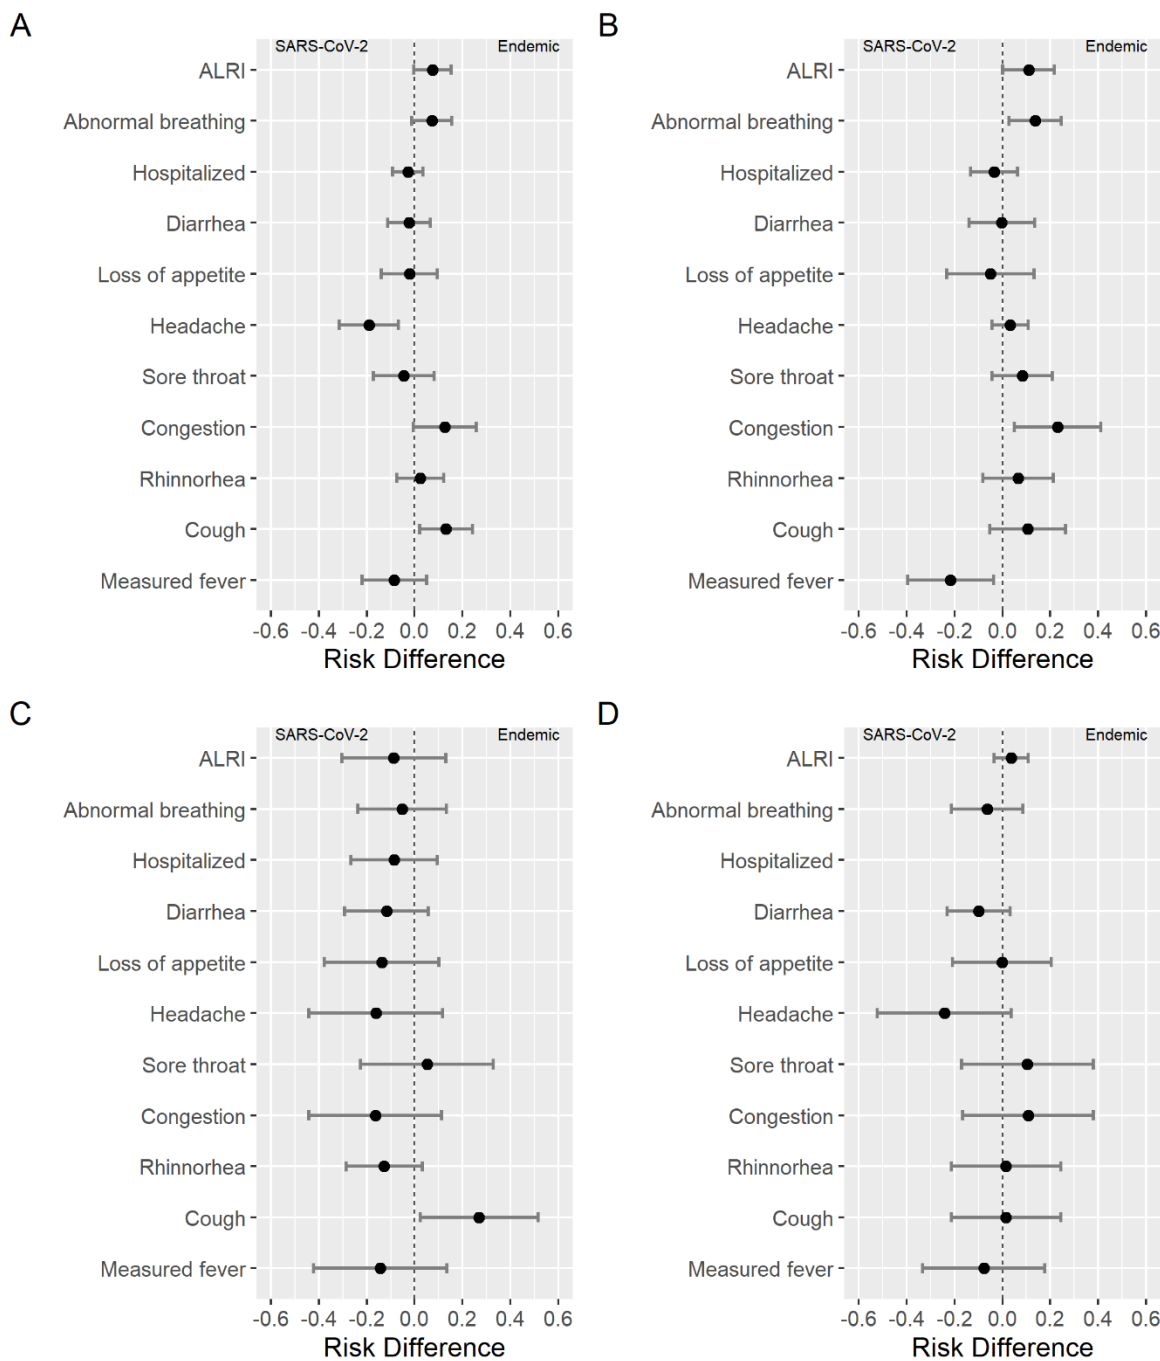 A
SARS-CoV-2 Endemic
ALRI
Abnormal breathing
Hospitalized
Diarrhea
Loss of appetite
Headache
Sore throat
Congestion
Rhinnorhea
Cough
Measured fever
-0.6 -0.4 -0.2 0.0 0.2 0.4 0.6
Risk Difference
B
SARS-CoV-2 Endemic
ALRI
Abnormal breathing
Hospitalized
Diarrhea
Loss of appetite
Headache
Sore throat
Congestion
Rhinnorhea
Cough
Measured fever
-0.6 -0.4 -0.2 0.0 0.2 0.4 0.6
Risk Difference
C
SARS-CoV-2 Endemic
ALRI
Abnormal breathing
Hospitalized
Diarrhea
Loss of appetite
Headache
Sore throat
Congestion
Rhinnorhea
Cough
Measured fever
-0.6 -0.4 -0.2 0.0 0.2 0.4 0.6
Risk Difference
D
SARS-CoV-2 Endemic
ALRI
Abnormal breathing
Hospitalized
Diarrhea
Loss of appetite
Headache
Sore throat
Congestion
Rhinnorhea
Cough
Measured fever
-0.6 -0.4 -0.2 0.0 0.2 0.4 0.6
Risk Difference